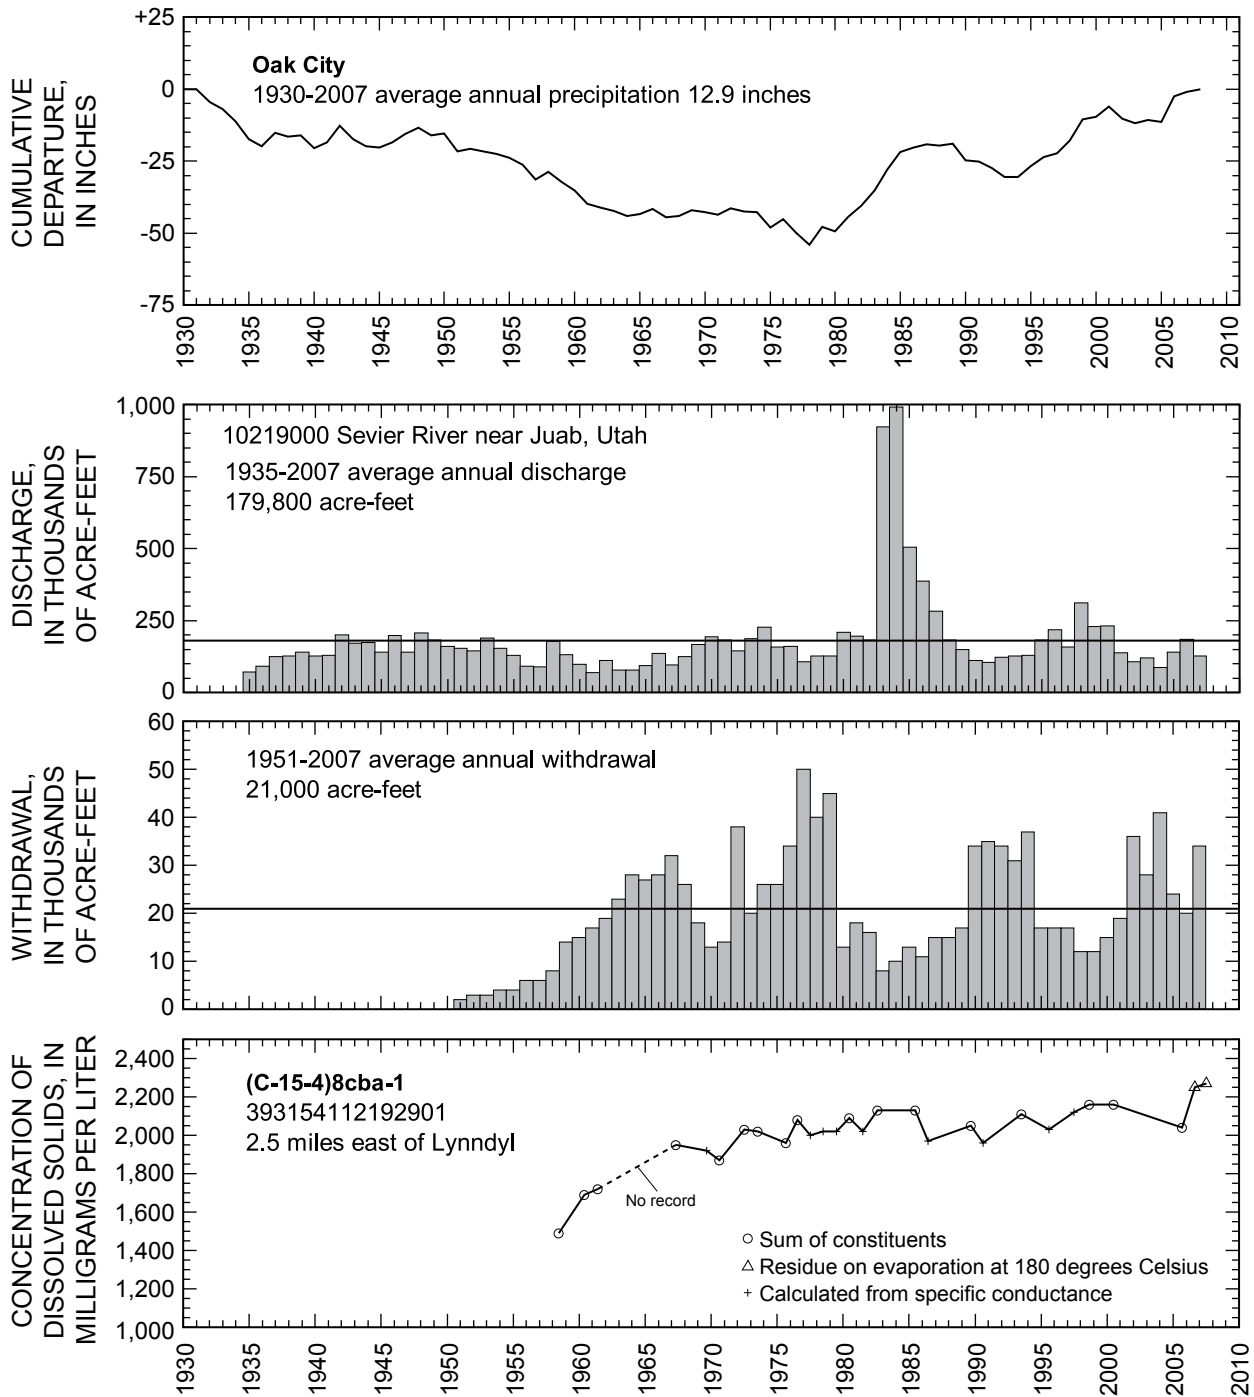 CUMULATIVE
DEPARTURE,
IN INCHES
+25
0
-25
-50
-75
Oak City
1930-2007 average annual precipitation 12.9 inches
1930
1935
1940
1945
1950
1955
1960
1965
1970
1975
1980
1985
1990
1995
2000
2005
2010
DISCHARGE,
IN THOUSANDS
OF ACRE-FEET
1,000
750
500
250
0
10219000 Sevier River near Juab, Utah
1935-2007 average annual discharge
179,800 acre-feet
WITHDRAWAL,
IN THOUSANDS
OF ACRE-FEET
60
50
40
30
20
10
0
1951-2007 average annual withdrawal
21,000 acre-feet
CONCENTRATION OF
DISSOLVED SOLIDS, IN
MILLIGRAMS PER LITER
2,400
2,200
2,000
1,800
1,600
1,400
1,200
1,000
(C-15-4)8cba-1
393154112192901
2.5 miles east of Lynndyl
No record
Sum of constituents
Residue on evaporation at 180 degrees Celsius
Calculated from specific conductance
1930
1935
1940
1945
1950
1955
1960
1965
1970
1975
1980
1985
1990
1995
2000
2005
2010